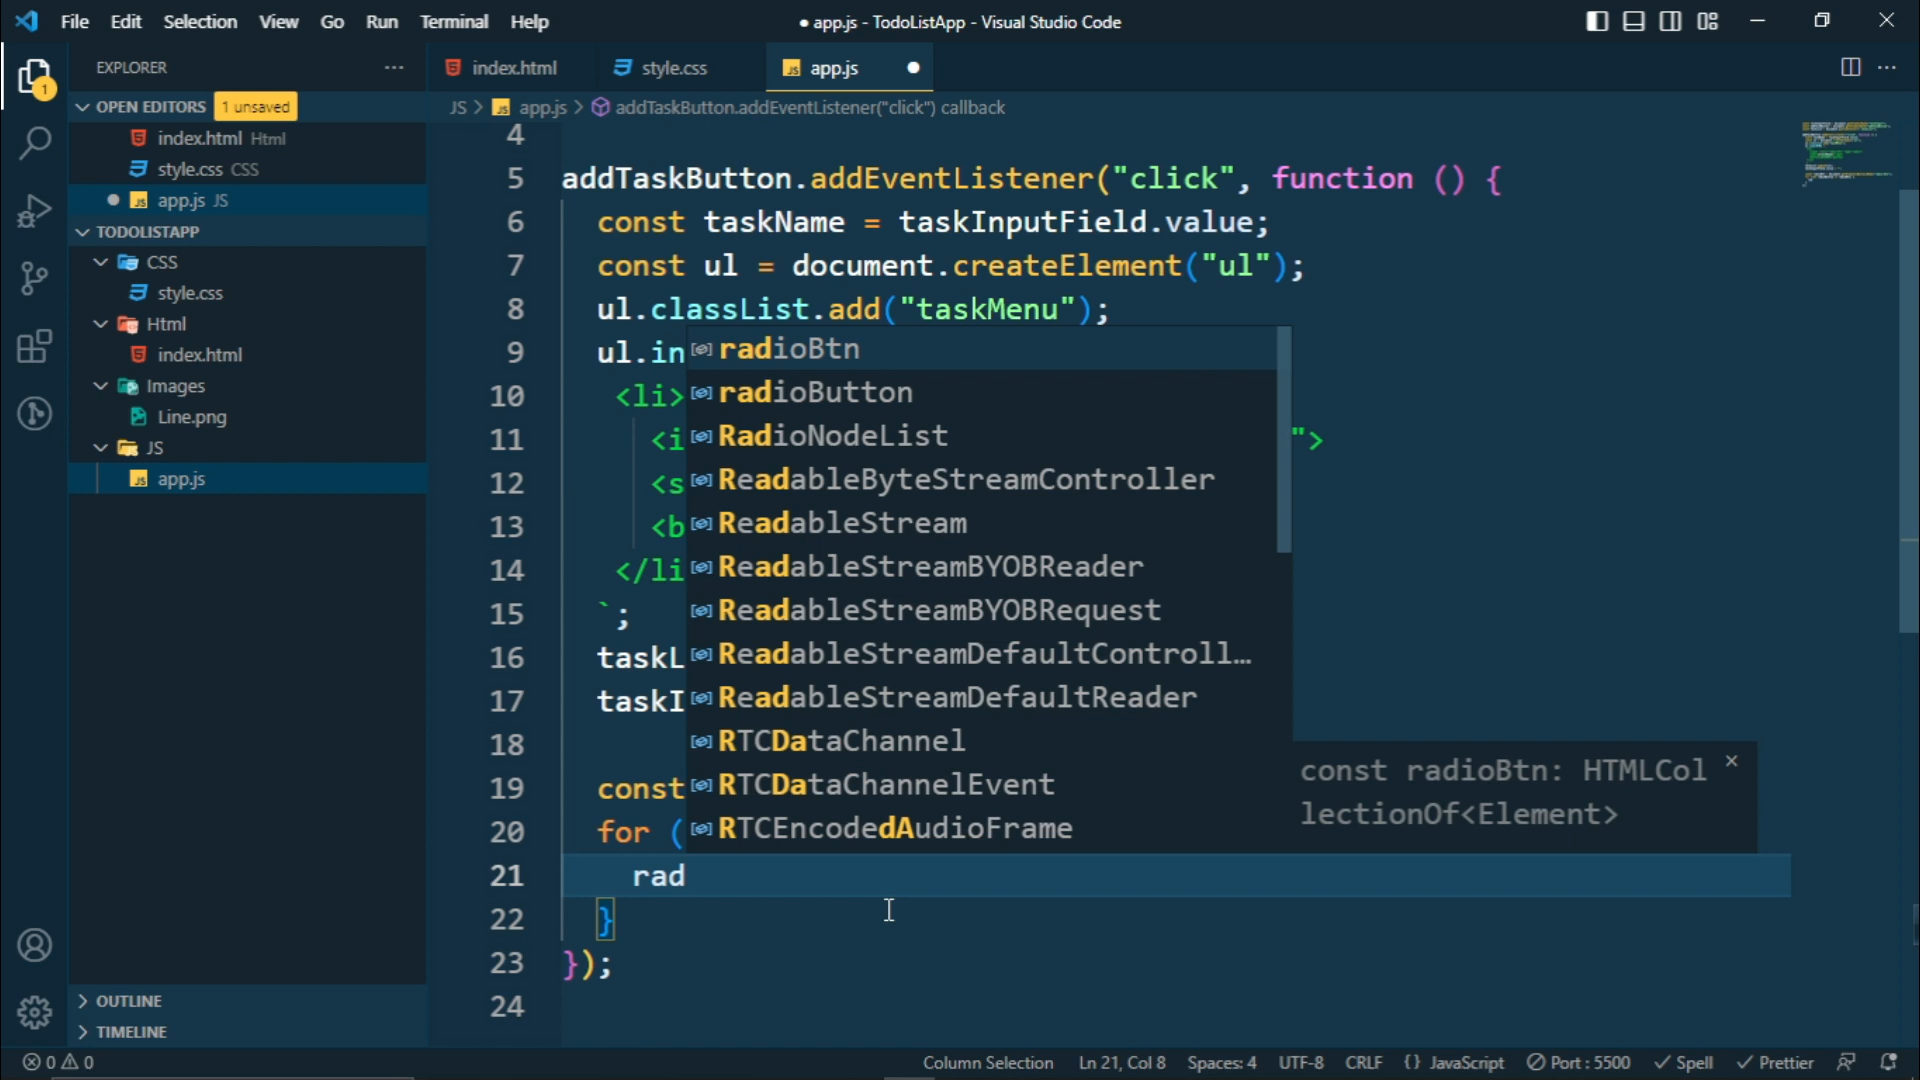 File Edit Selection View Go Run Terminal Help
● app.js - TodoListApp - Visual Studio Code
EXPLORER
OPEN EDITORS 1 unsaved
index.html Html
style.css CSS
app.js JS
TODOLISTAPP
CSS
style.css
Html
index.html
Images
Line.png
JS
app.js
OUTLINE
TIMELINE
1
index.html style.css app.js
JS > app.js > addTaskButton.addEventListener("click") callback
4
5 addTaskButton.addEventListener("click", function () {
6 const taskName = taskInputField.value;
7 const ul = document.createElement("ul");
8 ul.classList.add("taskMenu");
9 ul.in
10 <li>
11 <i ">
12 <s
13 <b
14 </li
15 `;
16 taskL
17 taskI
18
19 const
20 for (
21 rad
22 }
23 });
24
radioBtn
radioButton
RadioNodeList
ReadableByteStreamController
ReadableStream
ReadableStreamBYOBReader
ReadableStreamBYOBRequest
ReadableStreamDefaultControll…
ReadableStreamDefaultReader
RTCDataChannel
RTCDataChannelEvent
RTCEncodedAudioFrame
const radioBtn: HTMLCol
lectionOf<Element>
0 0 Column Selection Ln 21, Col 8 Spaces: 4 UTF-8 CRLF {} JavaScript Port : 5500 Spell Prettier